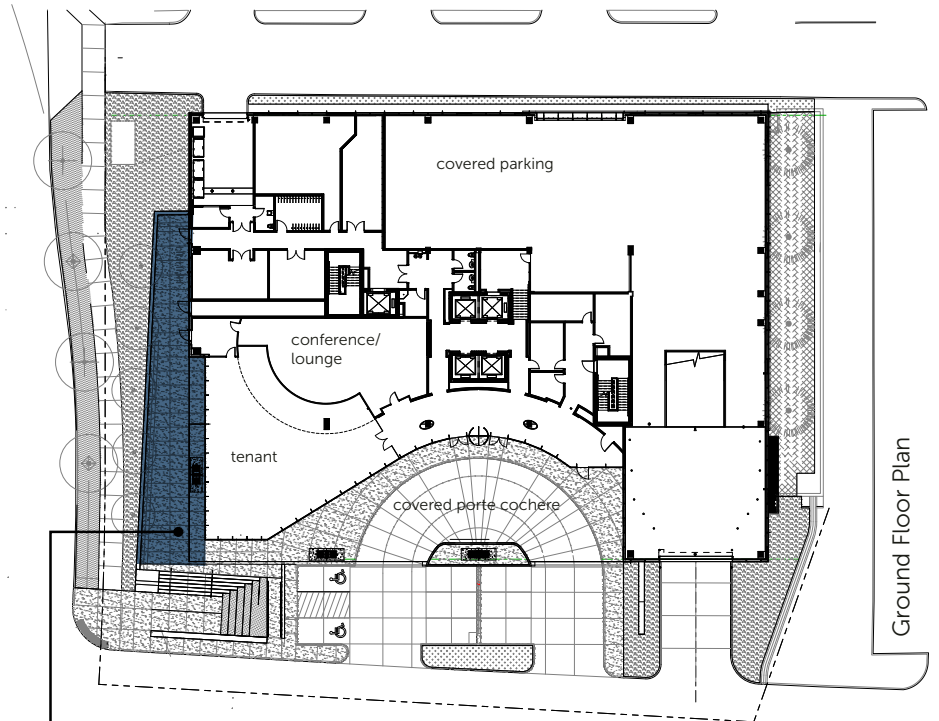 covered parking
conference/
lounge
tenant
covered porte cochere
Ground Floor Plan